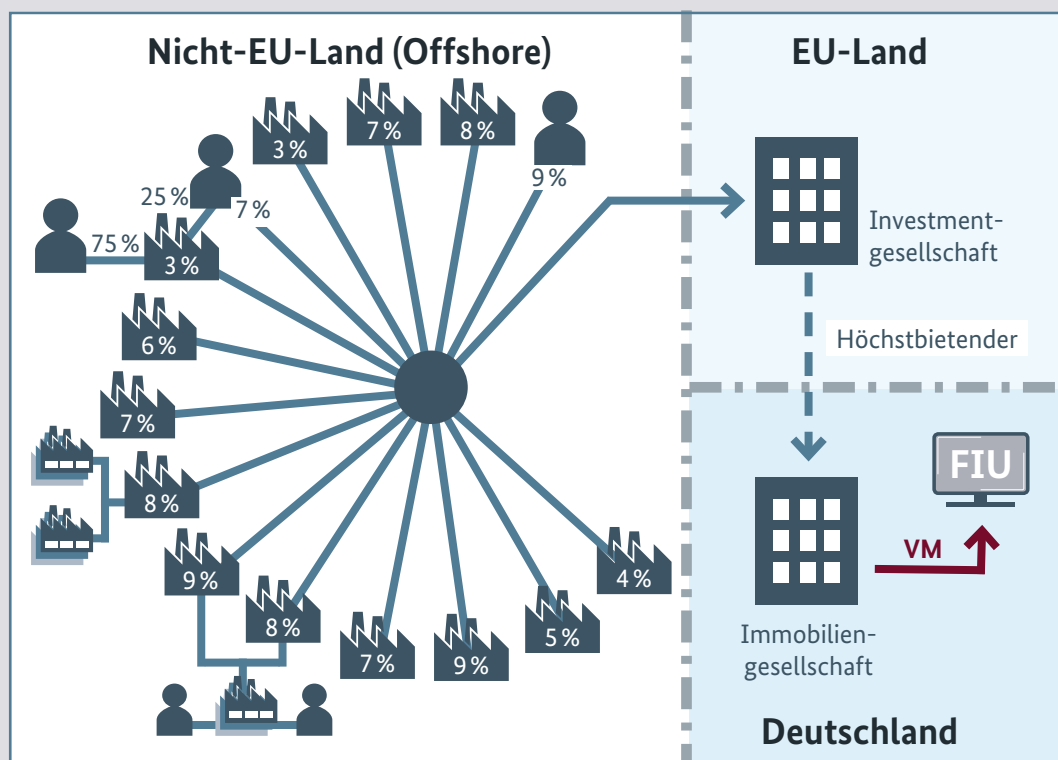 Nicht-EU-Land (Offshore)
EU-Land
3 %
7 %
8 %
9 %
25 %
7 %
75 %
3 %
6 %
7 %
8 %
9 %
8 %
7 %
9 %
5 %
4 %
Investment-
gesellschaft
Höchstbietender
FIU
VM
Immobilien-
gesellschaft
Deutschland